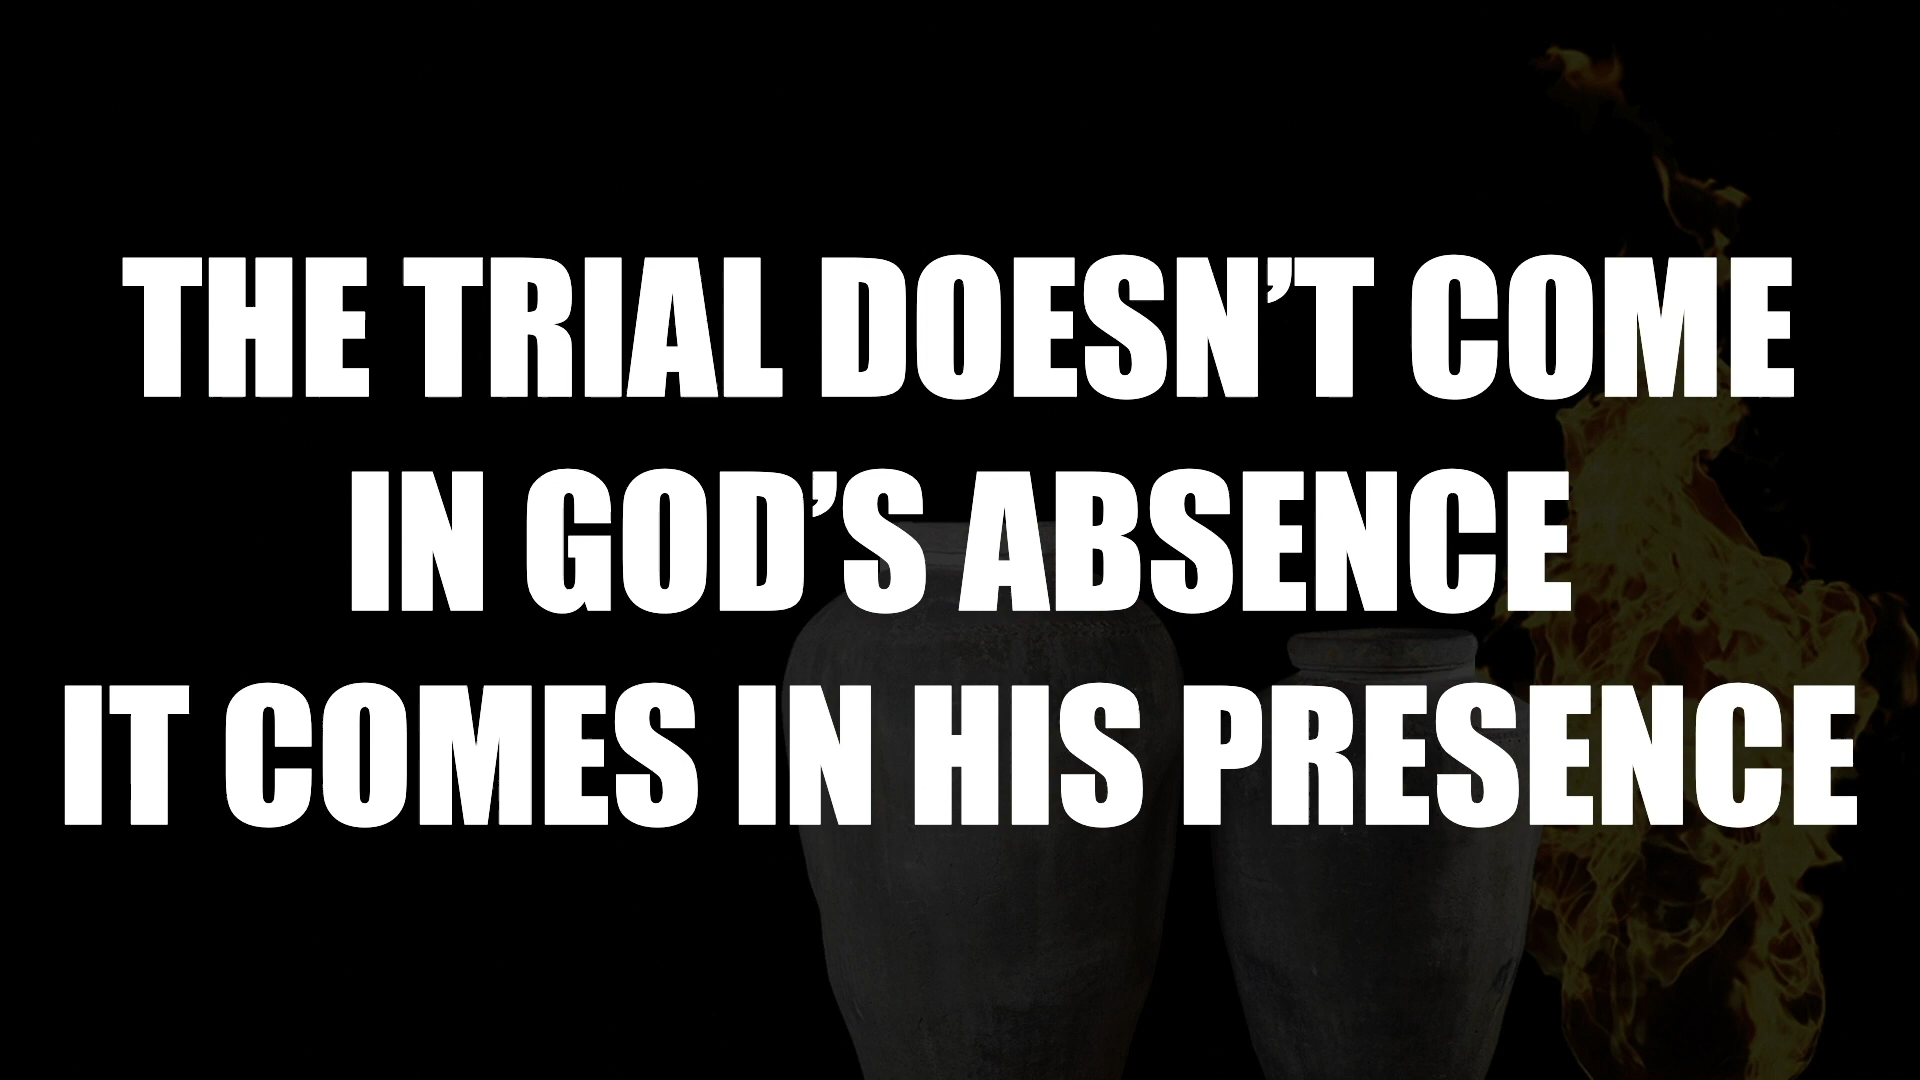 THE TRIAL DOESN’T COME
IN GOD’S ABSENCE
IT COMES IN HIS PRESENCE